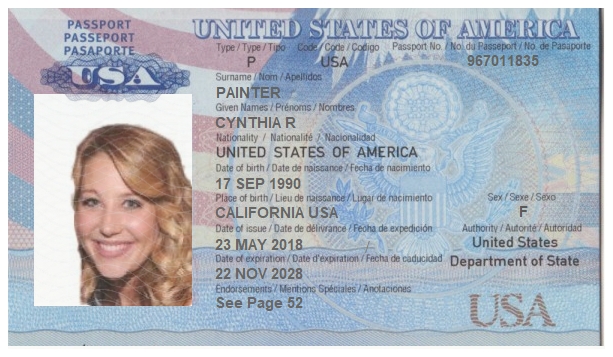 PASSPORT
PASSEPORT
PASAPORTE
USA
UNITED STATES OF AMERICA
Type / Type / Tipo Code / Code / Codigo Passport No. / No. du Passeport / No. de Pasaporte
P USA 967011835
Surname / Nom / Apellidos
PAINTER
Given Names / Prénoms / Nombres
CYNTHIA R
Nationality / Nationalité / Nacionalidad
UNITED STATES OF AMERICA
Date of birth / Date de naissance / Fecha de nacimiento
17 SEP 1990
Place of birth / Lieu de naissance / Lugar de nacimiento Sex / Sexe / Sexo
CALIFORNIA USA F
Date of issue / Date de délivrance / Fecha de expedición Authority / Autorité / Autoridad
23 MAY 2018 United States
Date of expiration / Date d'expiration / Fecha de caducidad Department of State
22 NOV 2028
Endorsements / Mentions Spéciales / Anotaciones
See Page 52
USA